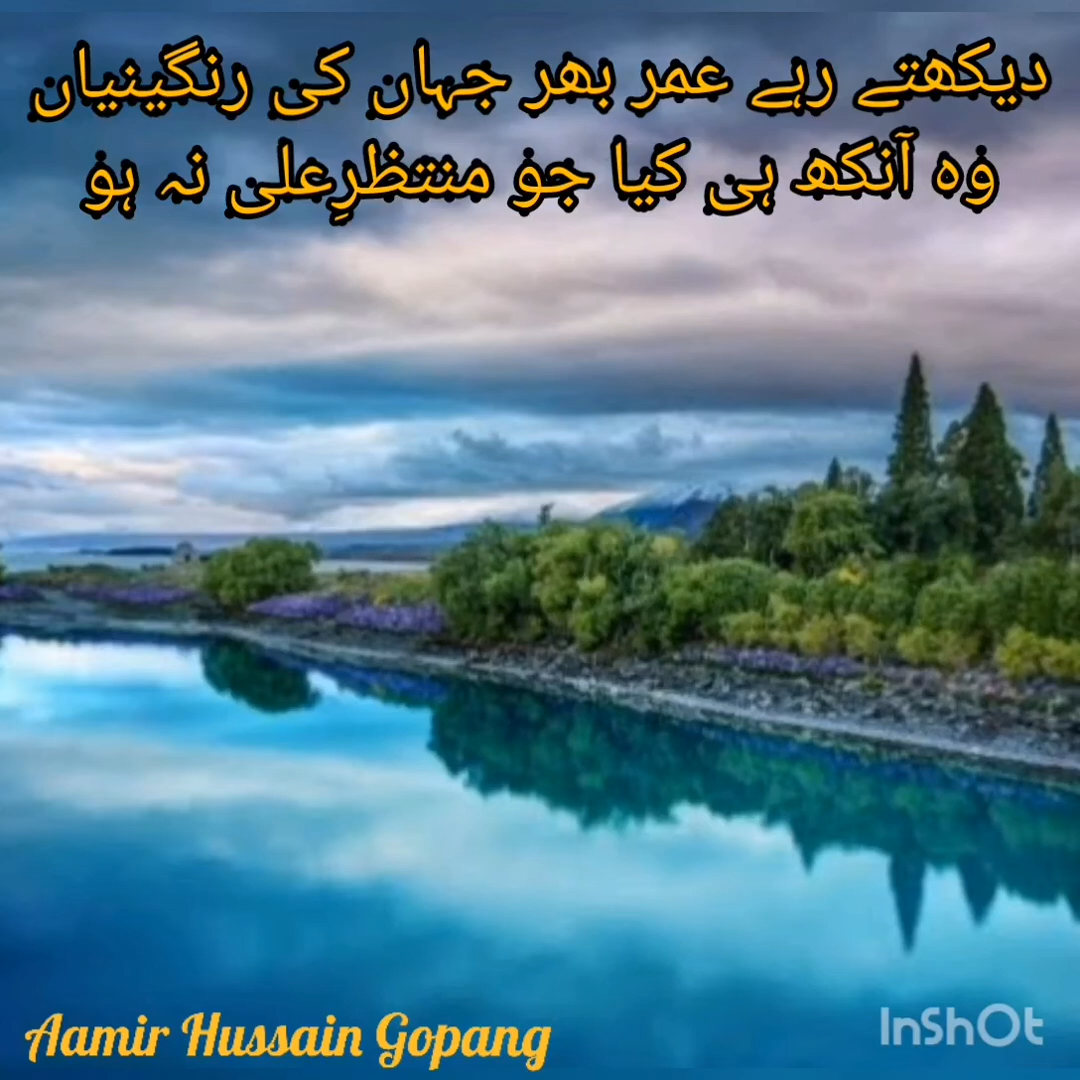 دیکھتے رہے عمر بھر جہان کی رنگینیان
وہ آنکھ ہی کیا جو منتظرِعلی نہ ہو
Aamir Hussain Gopang
InShOt